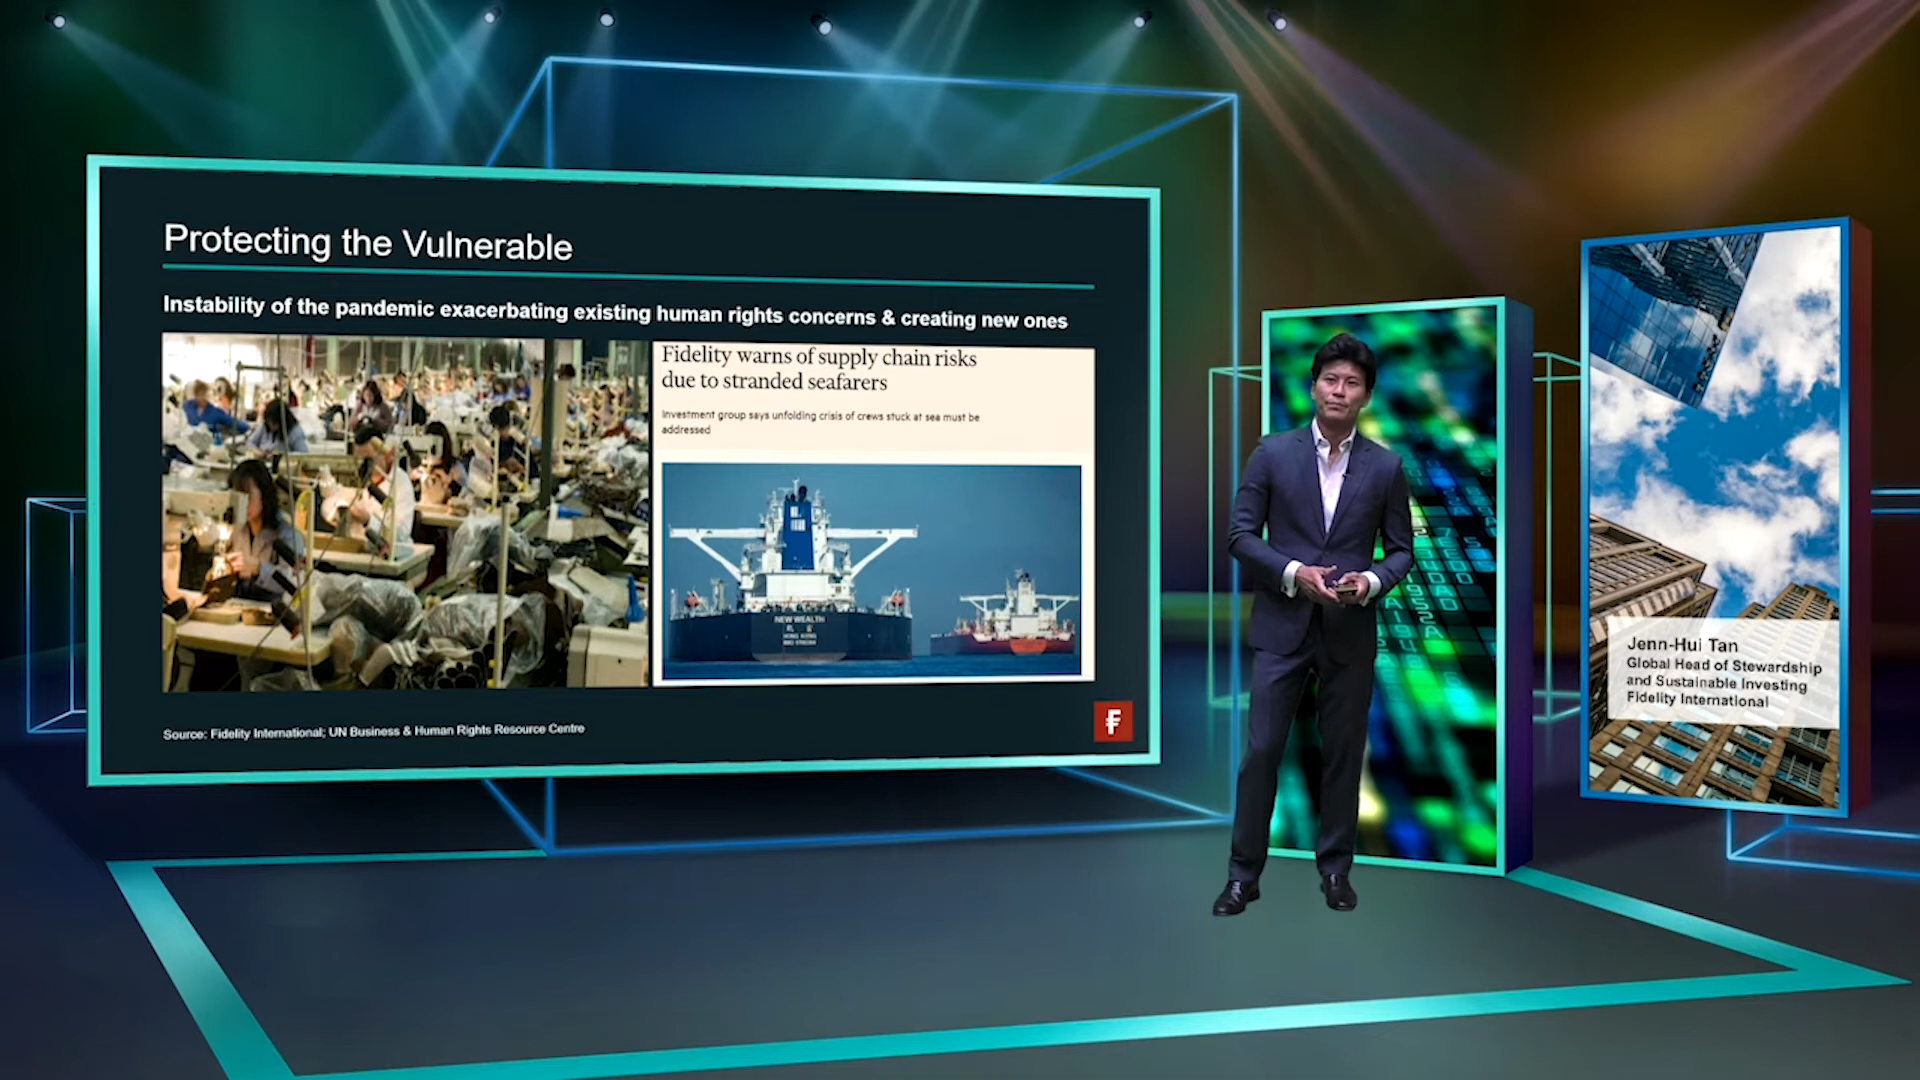 Protecting the Vulnerable
Instability of the pandemic exacerbating existing human rights concerns & creating new ones
Fidelity warns of supply chain risks
due to stranded seafarers
Investment group says unfolding crisis of crews stuck at sea must be
addressed
NEW WEALTH
HONG KONG
Source: Fidelity International; UN Business & Human Rights Resource Centre
Jenn-Hui Tan
Global Head of Stewardship
and Sustainable Investing
Fidelity International